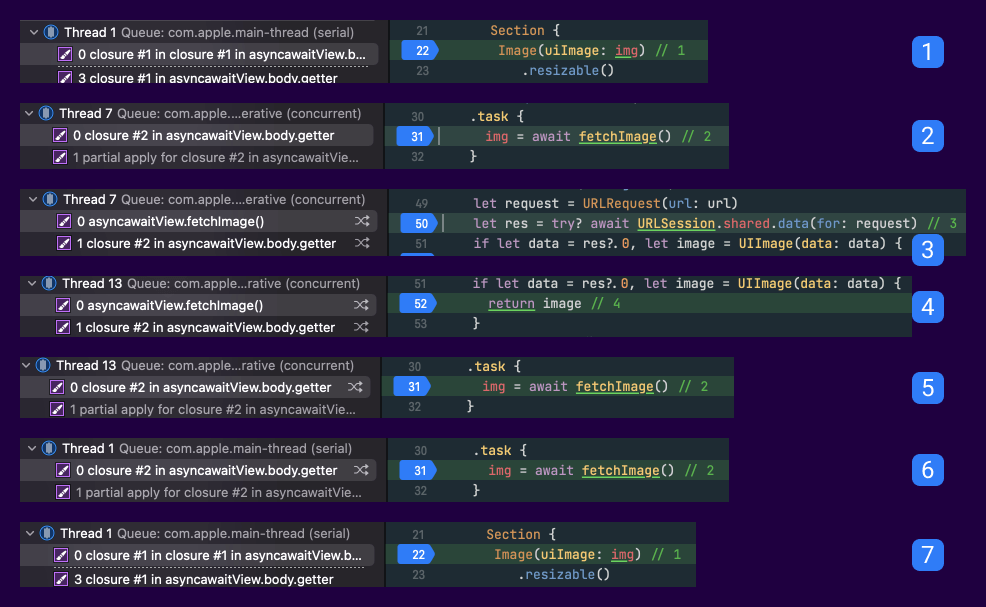 Thread 1 Queue: com.apple.main-thread (serial)
0 closure #1 in closure #1 in asyncawaitView.b...
3 closure #1 in asyncawaitView.body.getter
21 Section {
22 Image(uiImage: img) // 1
23 .resizable()
1
Thread 7 Queue: com.apple....erative (concurrent)
0 closure #2 in asyncawaitView.body.getter
1 partial apply for closure #2 in asyncawaitVie...
30 .task {
31 img = await fetchImage() // 2
32 }
2
Thread 7 Queue: com.apple....erative (concurrent)
0 asyncawaitView.fetchImage()
1 closure #2 in asyncawaitView.body.getter
49 let request = URLRequest(url: url)
50 let res = try? await URLSession.shared.data(for: request) // 3
51 if let data = res?.0, let image = UIImage(data: data) {
3
Thread 13 Queue: com.apple...rative (concurrent)
0 asyncawaitView.fetchImage()
1 closure #2 in asyncawaitView.body.getter
51 if let data = res?.0, let image = UIImage(data: data) {
52 return image // 4
53 }
4
Thread 13 Queue: com.apple...rative (concurrent)
0 closure #2 in asyncawaitView.body.getter
1 partial apply for closure #2 in asyncawaitVie...
30 .task {
31 img = await fetchImage() // 2
32 }
5
Thread 1 Queue: com.apple.main-thread (serial)
0 closure #2 in asyncawaitView.body.getter
1 partial apply for closure #2 in asyncawaitVie...
30 .task {
31 img = await fetchImage() // 2
32 }
6
Thread 1 Queue: com.apple.main-thread (serial)
0 closure #1 in closure #1 in asyncawaitView.b...
3 closure #1 in asyncawaitView.body.getter
21 Section {
22 Image(uiImage: img) // 1
23 .resizable()
7